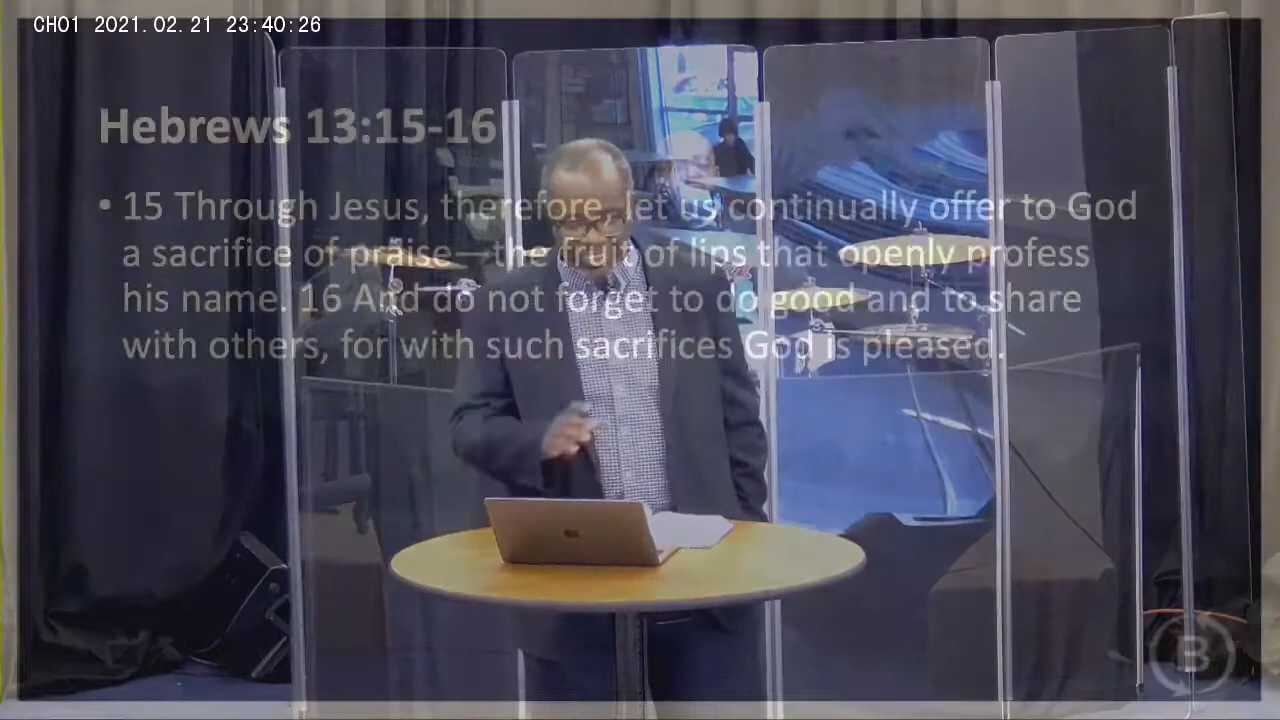 CH01 2021.02.21 23:40:26
Hebrews 13:15-16
• 15 Through Jesus, therefore, let us continually offer to God
a sacrifice of praise—the fruit of lips that openly profess
his name. 16 And do not forget to do good and to share
with others, for with such sacrifices God is pleased.
B